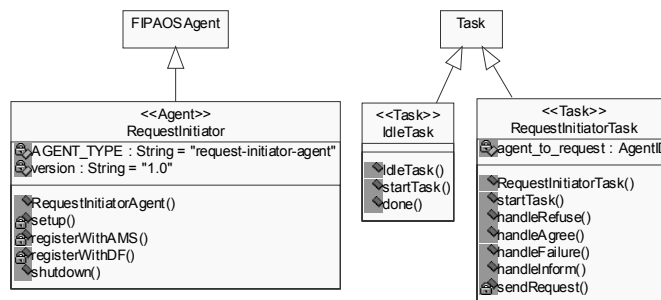 FIPAOSAgent
Task
<<Agent>>
RequestInitiator
AGENT_TYPE : String = "request-initiator-agent"
version : String = "1.0"
RequestInitiatorAgent()
setup()
registerWithAMS()
registerWithDF()
shutdown()
<<Task>>
IdleTask
IdleTask()
startTask()
done()
<<Task>>
RequestInitiatorTask
agent_to_request : AgentID
RequestInitiatorTask()
startTask()
handleRefuse()
handleAgree()
handleFailure()
handleInform()
sendRequest()